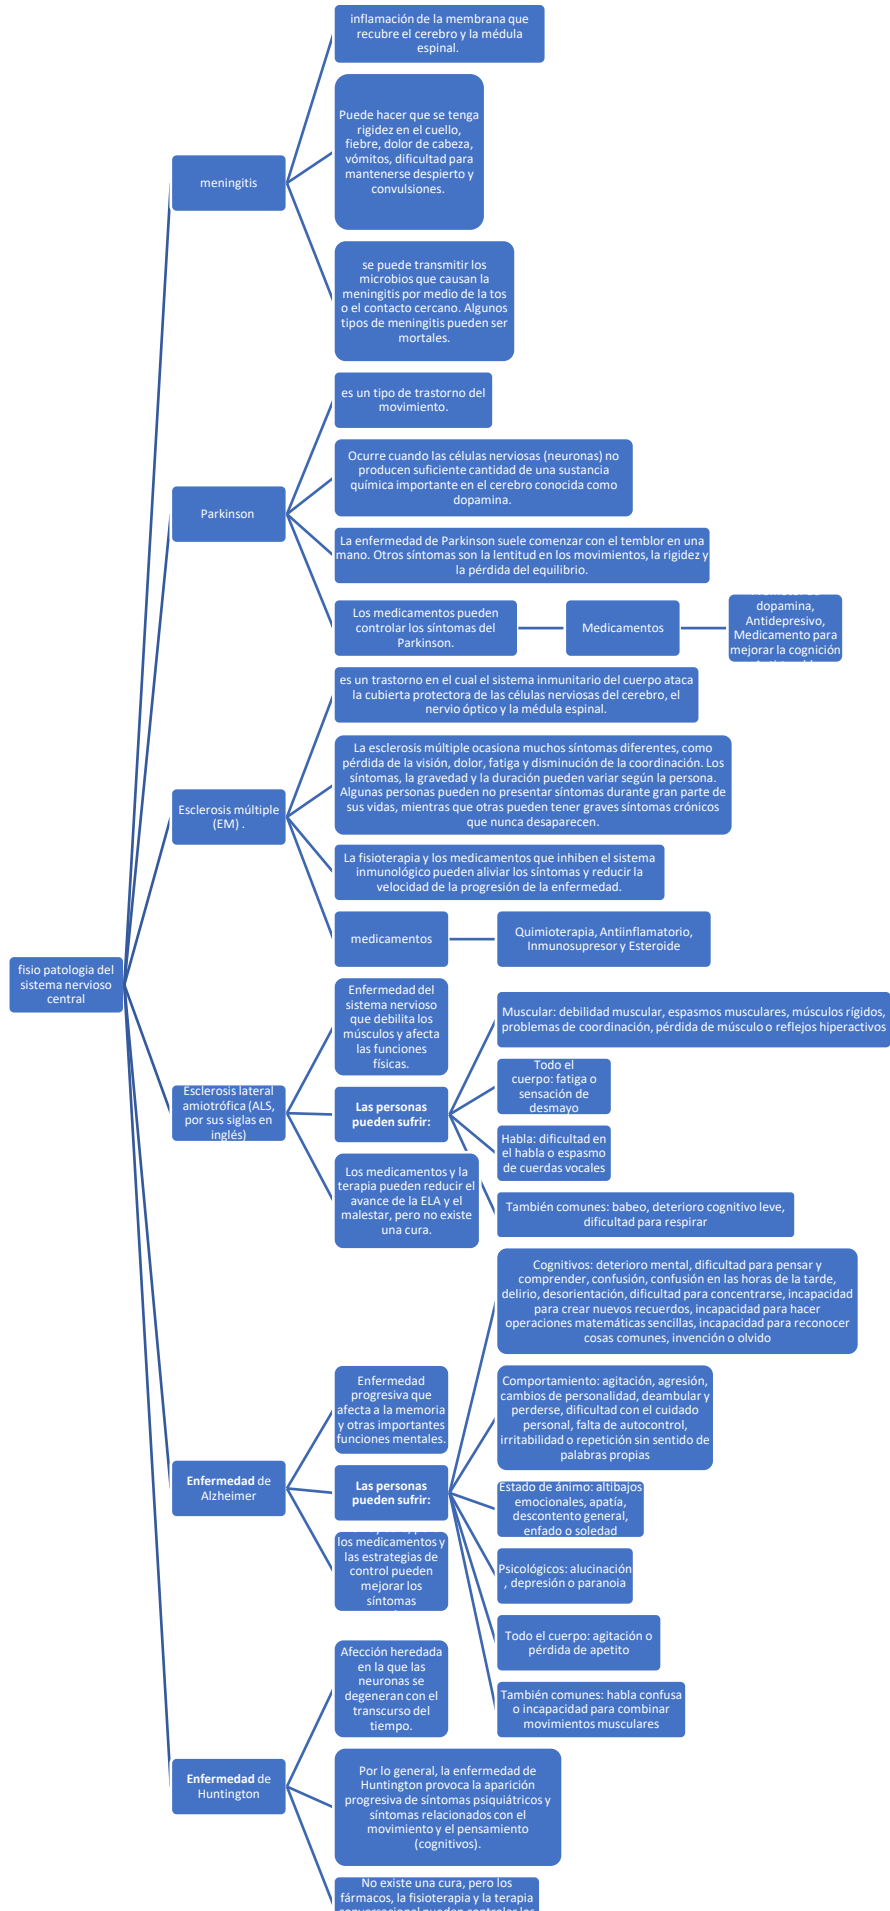 inflamación de la membrana que
recubre el cerebro y la médula
espinal.
Puede hacer que se tenga
rigidez en el cuello,
fiebre, dolor de cabeza,
vómitos, dificultad para
mantenerse despierto y
convulsiones.
meningitis
se puede transmitir los
microbios que causan la
meningitis por medio de la tos
o el contacto cercano. Algunos
tipos de meningitis pueden ser
mortales.
es un tipo de trastorno del
movimiento.
Ocurre cuando las células nerviosas (neuronas) no
producen suficiente cantidad de una sustancia
química importante en el cerebro conocida como
dopamina.
Parkinson
La enfermedad de Parkinson suele comenzar con el temblor en una
mano. Otros síntomas son la lentitud en los movimientos, la rigidez y
la pérdida del equilibrio.
Los medicamentos pueden
controlar los síntomas del
Parkinson.
Medicamentos
dopamina,
Antidepresivo,
Medicamento para
mejorar la cognición
es un trastorno en el cual el sistema inmunitario del cuerpo ataca
la cubierta protectora de las células nerviosas del cerebro, el
nervio óptico y la médula espinal.
La esclerosis múltiple ocasiona muchos síntomas diferentes, como
pérdida de la visión, dolor, fatiga y disminución de la coordinación. Los
síntomas, la gravedad y la duración pueden variar según la persona.
Algunas personas pueden no presentar síntomas durante gran parte de
sus vidas, mientras que otras pueden tener graves síntomas crónicos
que nunca desaparecen.
Esclerosis múltiple
(EM) .
La fisioterapia y los medicamentos que inhiben el sistema
inmunológico pueden aliviar los síntomas y reducir la
velocidad de la progresión de la enfermedad.
medicamentos
Quimioterapia, Antiinflamatorio,
Inmunosupresor y Esteroide
fisio patologia del
sistema nervioso
central
Enfermedad del
sistema nervioso
que debilita los
músculos y afecta
las funciones
físicas.
Muscular: debilidad muscular, espasmos musculares, músculos rígidos,
problemas de coordinación, pérdida de músculo o reflejos hiperactivos
Todo el
cuerpo: fatiga o
sensación de
desmayo
Esclerosis lateral
amiotrófica (ALS,
por sus siglas en
inglés)
Las personas
pueden sufrir:
Habla: dificultad en
el habla o espasmo
de cuerdas vocales
Los medicamentos y la
terapia pueden reducir el
avance de la ELA y el
malestar, pero no existe
una cura.
También comunes: babeo, deterioro cognitivo leve,
dificultad para respirar
Cognitivos: deterioro mental, dificultad para pensar y
comprender, confusión, confusión en las horas de la tarde,
delirio, desorientación, dificultad para concentrarse, incapacidad
para crear nuevos recuerdos, incapacidad para hacer
operaciones matemáticas sencillas, incapacidad para reconocer
cosas comunes, invención o olvido
Enfermedad
progresiva que
afecta a la memoria
y otras importantes
funciones mentales.
Comportamiento: agitación, agresión,
cambios de personalidad, deambular y
perderse, dificultad con el cuidado
personal, falta de autocontrol,
irritabilidad o repetición sin sentido de
palabras propias
Enfermedad de
Alzheimer
Las personas
pueden sufrir:
Estado de ánimo: altibajos
emocionales, apatía,
descontento general,
enfado o soledad
los medicamentos y
las estrategias de
control pueden
mejorar los
síntomas
Psicológicos: alucinación
, depresión o paranoia
Todo el cuerpo: agitación o
pérdida de apetito
También comunes: habla confusa
o incapacidad para combinar
movimientos musculares
Afección heredada
en la que las
neuronas se
degeneran con el
transcurso del
tiempo.
Enfermedad de
Huntington
Por lo general, la enfermedad de
Huntington provoca la aparición
progresiva de síntomas psiquiátricos y
síntomas relacionados con el
movimiento y el pensamiento
(cognitivos).
No existe una cura, pero los
fármacos, la fisioterapia y la terapia
conversacional pueden controlar los